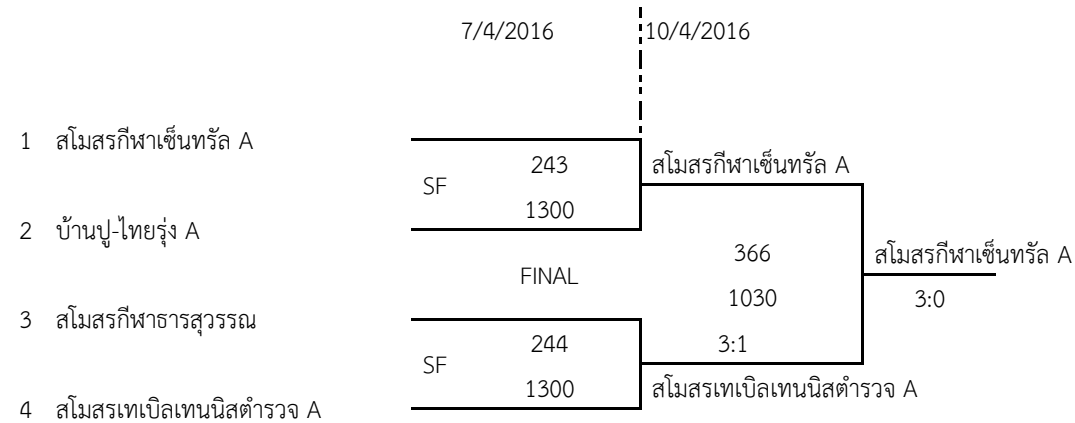 7/4/2016 10/4/2016
1 สโมสรกีฬาเซ็นทรัล A
243 สโมสรกีฬาเซ็นทรัล A
SF
1300
2 บ้านปู-ไทยรุ่ง A
366 สโมสรกีฬาเซ็นทรัล A
FINAL
1030 3:0
3 สโมสรกีฬาธารสุวรรณ
244 3:1
SF
1300 สโมสรเทเบิลเทนนิสตำรวจ A
4 สโมสรเทเบิลเทนนิสตำรวจ A